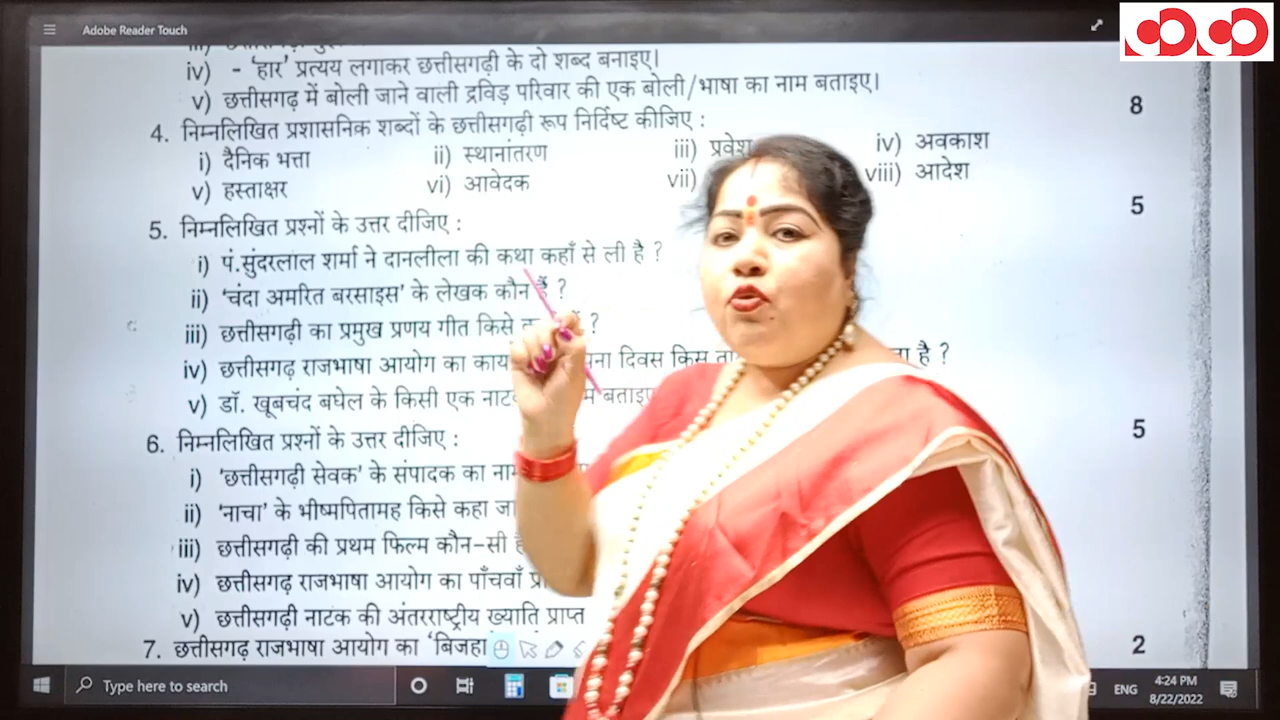 Adobe Reader Touch
iv) - 'हार' प्रत्यय लगाकर छत्तीसगढ़ी के दो शब्द बनाइए।
v) छत्तीसगढ़ में बोली जाने वाली द्रविड़ परिवार की एक बोली/भाषा का नाम बताइए।
4. निम्नलिखित प्रशासनिक शब्दों के छत्तीसगढ़ी रूप निर्दिष्ट कीजिए : 8
i) दैनिक भत्ता ii) स्थानांतरण iii) प्रवेश iv) अवकाश
v) हस्ताक्षर vi) आवेदक vii) viii) आदेश
5. निम्नलिखित प्रश्नों के उत्तर दीजिए : 5
i) पं.सुंदरलाल शर्मा ने दानलीला की कथा कहाँ से ली है ?
ii) 'चंदा अमरित बरसाइस' के लेखक कौन हैं ?
iii) छत्तीसगढ़ी का प्रमुख प्रणय गीत किसे ?
iv) छत्तीसगढ़ राजभाषा आयोग का दिवस किस है ?
v) डॉ. खूबचंद बघेल के किसी एक
6. निम्नलिखित प्रश्नों के उत्तर दीजिए : 5
i) 'छत्तीसगढ़ी सेवक' के संपादक का
ii) 'नाचा' के भीष्मपितामह किसे कहा
iii) छत्तीसगढ़ी की प्रथम फिल्म कौन-सी
iv) छत्तीसगढ़ राजभाषा आयोग का पाँचवाँ
v) छत्तीसगढ़ी नाटक की अंतरराष्ट्रीय ख्याति प्राप्त
7. छत्तीसगढ़ राजभाषा आयोग का 2
Type here to search ENG 4:24 PM
8/22/2022